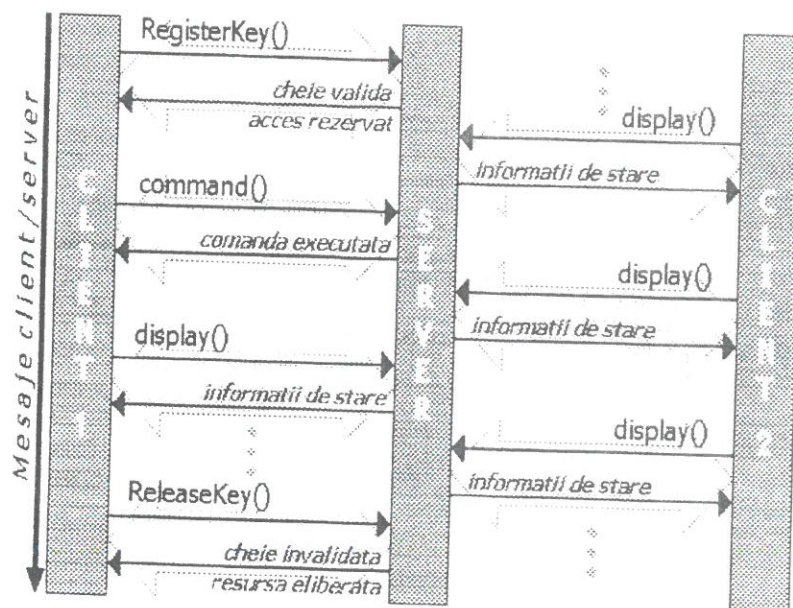 Mesaje client/server
CLIENT 1
SERVER
CLIENT 2
RegisterKey()
cheie valida
acces rezervat
display()
informatii de stare
command()
comanda executata
display()
informatii de stare
display()
informatii de stare
display()
informatii de stare
ReleaseKey()
cheie invalidata
resursa eliberata